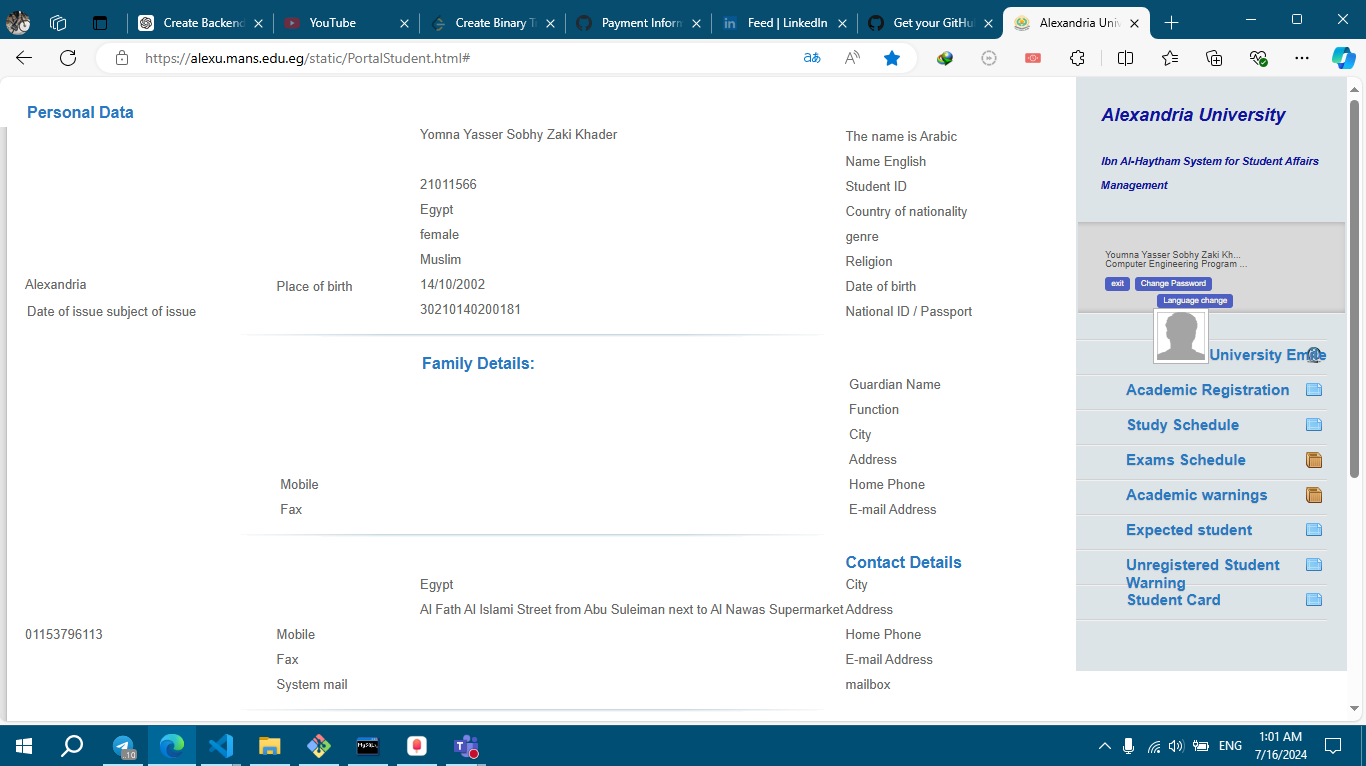 Create Backend
YouTube
Create Binary Tr
Payment Inform
Feed | LinkedIn
Get your GitHu
Alexandria Univ
https://alexu.mans.edu.eg/static/PortalStudent.html#
Personal Data
Yomna Yasser Sobhy Zaki Khader
The name is Arabic
Name English
21011566
Student ID
Egypt
Country of nationality
female
genre
Muslim
Religion
Alexandria
Place of birth
14/10/2002
Date of birth
Date of issue subject of issue
30210140200181
National ID / Passport
Family Details:
Guardian Name
Function
City
Address
Mobile
Home Phone
Fax
E-mail Address
Contact Details
Egypt
City
Al Fath Al Islami Street from Abu Suleiman next to Al Nawas Supermarket
Address
01153796113
Mobile
Home Phone
Fax
E-mail Address
System mail
mailbox
Alexandria University
Ibn Al-Haytham System for Student Affairs
Management
Youmna Yasser Sobhy Zaki Kh...
Computer Engineering Program ...
exit
Change Password
Language change
University
Academic Registration
Study Schedule
Exams Schedule
Academic warnings
Expected student
Unregistered Student
Warning
Student Card
10
MySQL
ENG
1:01 AM
7/16/2024